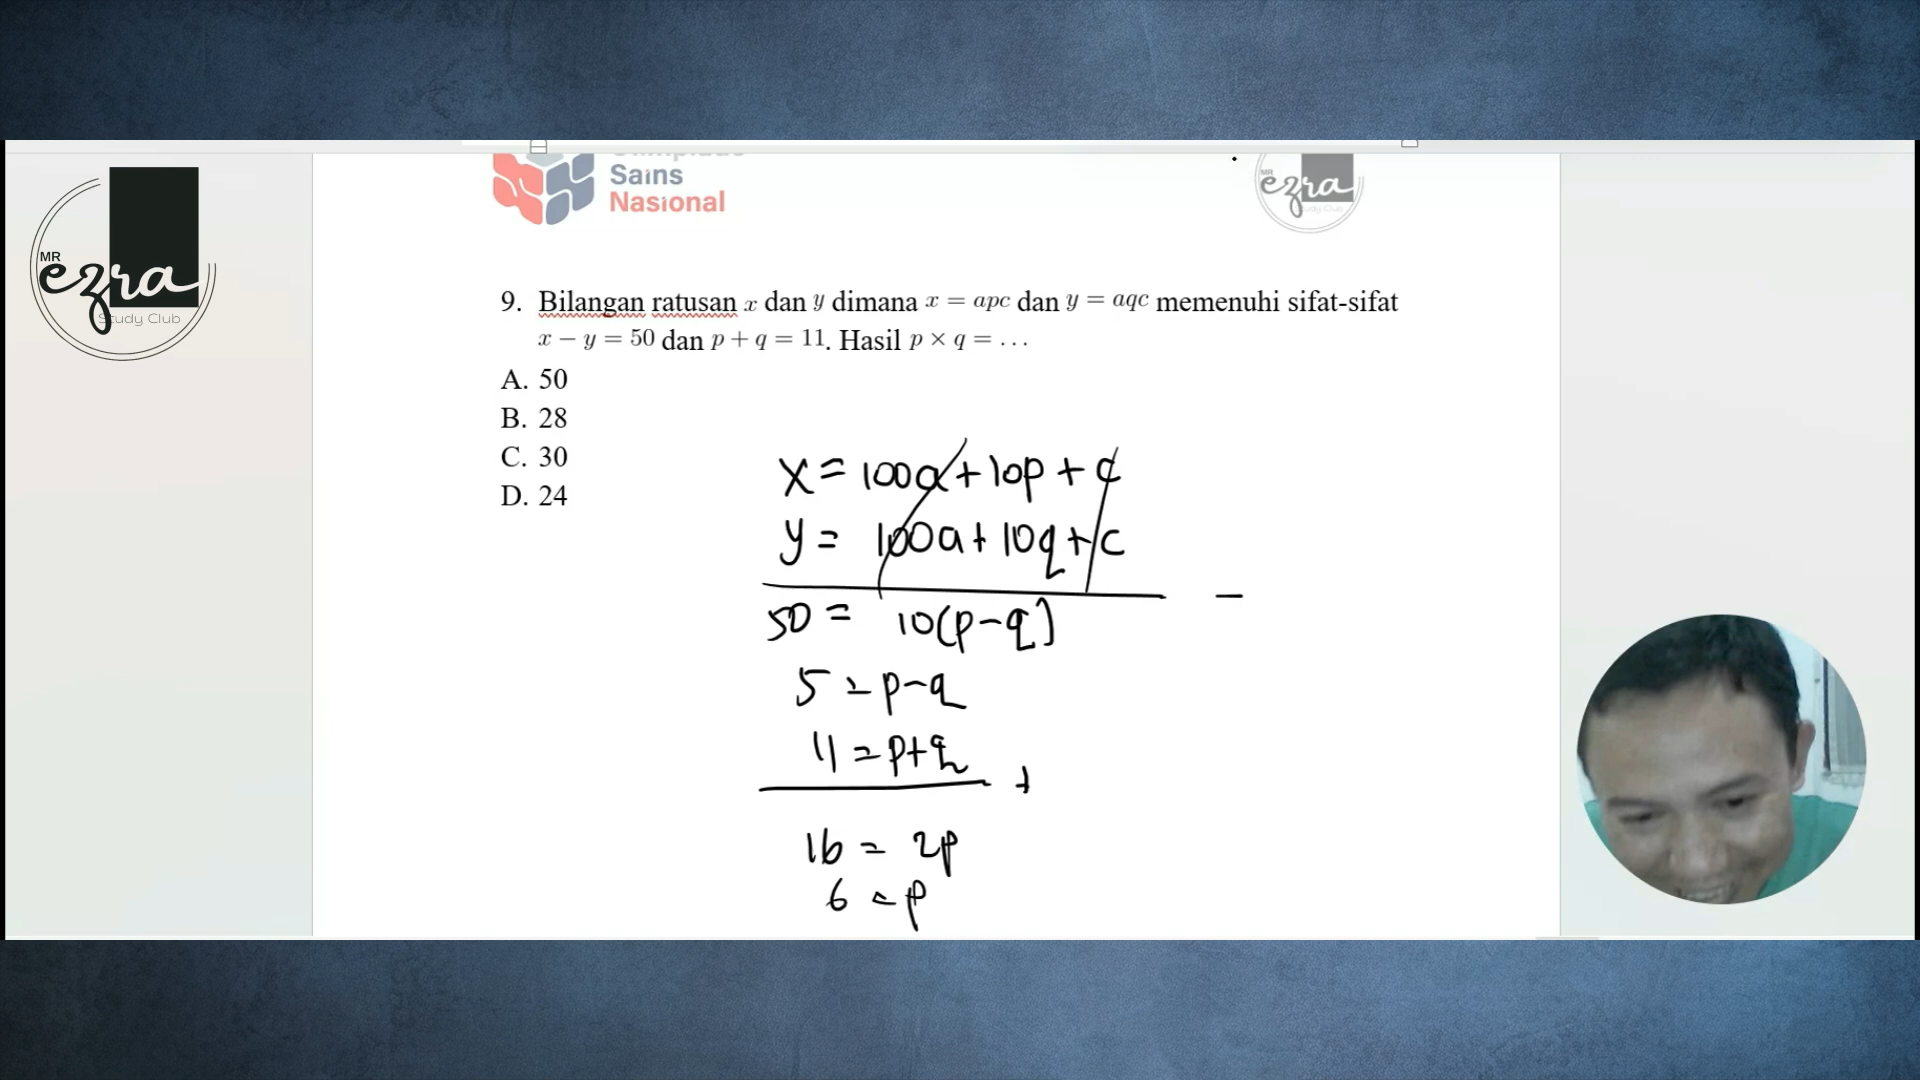 Sains
Nasional
MR
ezra
Study Club
MR
ezra
9. Bilangan ratusan x dan y dimana x = apc dan y = aqc memenuhi sifat-sifat
x − y = 50 dan p + q = 11. Hasil p × q = ...
A. 50
B. 28
C. 30
D. 24
x = 100a + 10p + c
y = 100a + 10q + c
50 = 10(p-q)
5 = p-q
11 = p+q
+
16 = 2p
6 = p